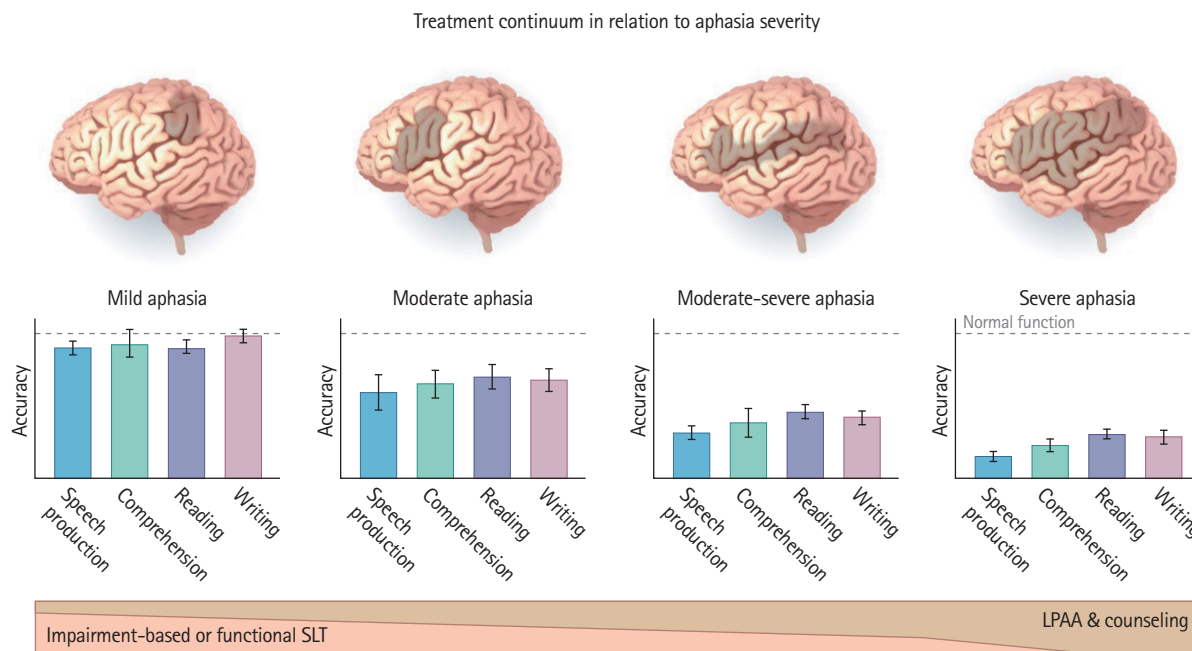 Treatment continuum in relation to aphasia severity
Mild aphasia
Moderate aphasia
Moderate-severe aphasia
Severe aphasia
Accuracy
Speech
production
Comprehension
Reading
Writing
Accuracy
Speech
production
Comprehension
Reading
Writing
Accuracy
Speech
production
Comprehension
Reading
Writing
Normal function
Accuracy
Speech
production
Comprehension
Reading
Writing
Impairment-based or functional SLT
LPAA & counseling